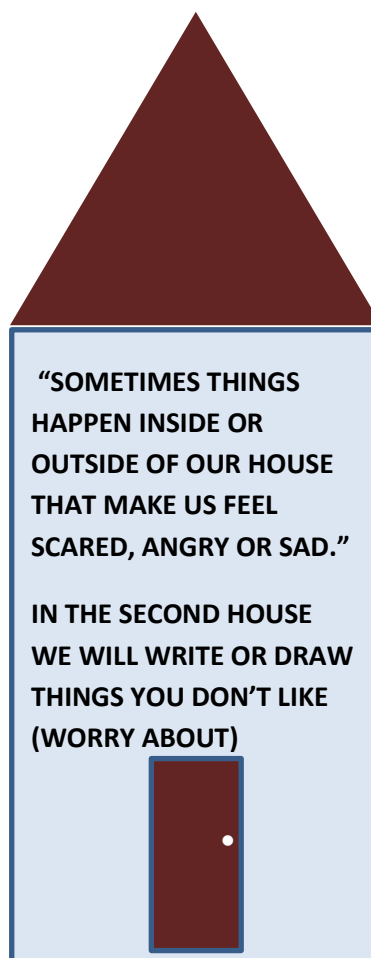 “SOMETIMES THINGS
HAPPEN INSIDE OR
OUTSIDE OF OUR HOUSE
THAT MAKE US FEEL
SCARED, ANGRY OR SAD.”
IN THE SECOND HOUSE
WE WILL WRITE OR DRAW
THINGS YOU DON’T LIKE
(WORRY ABOUT)